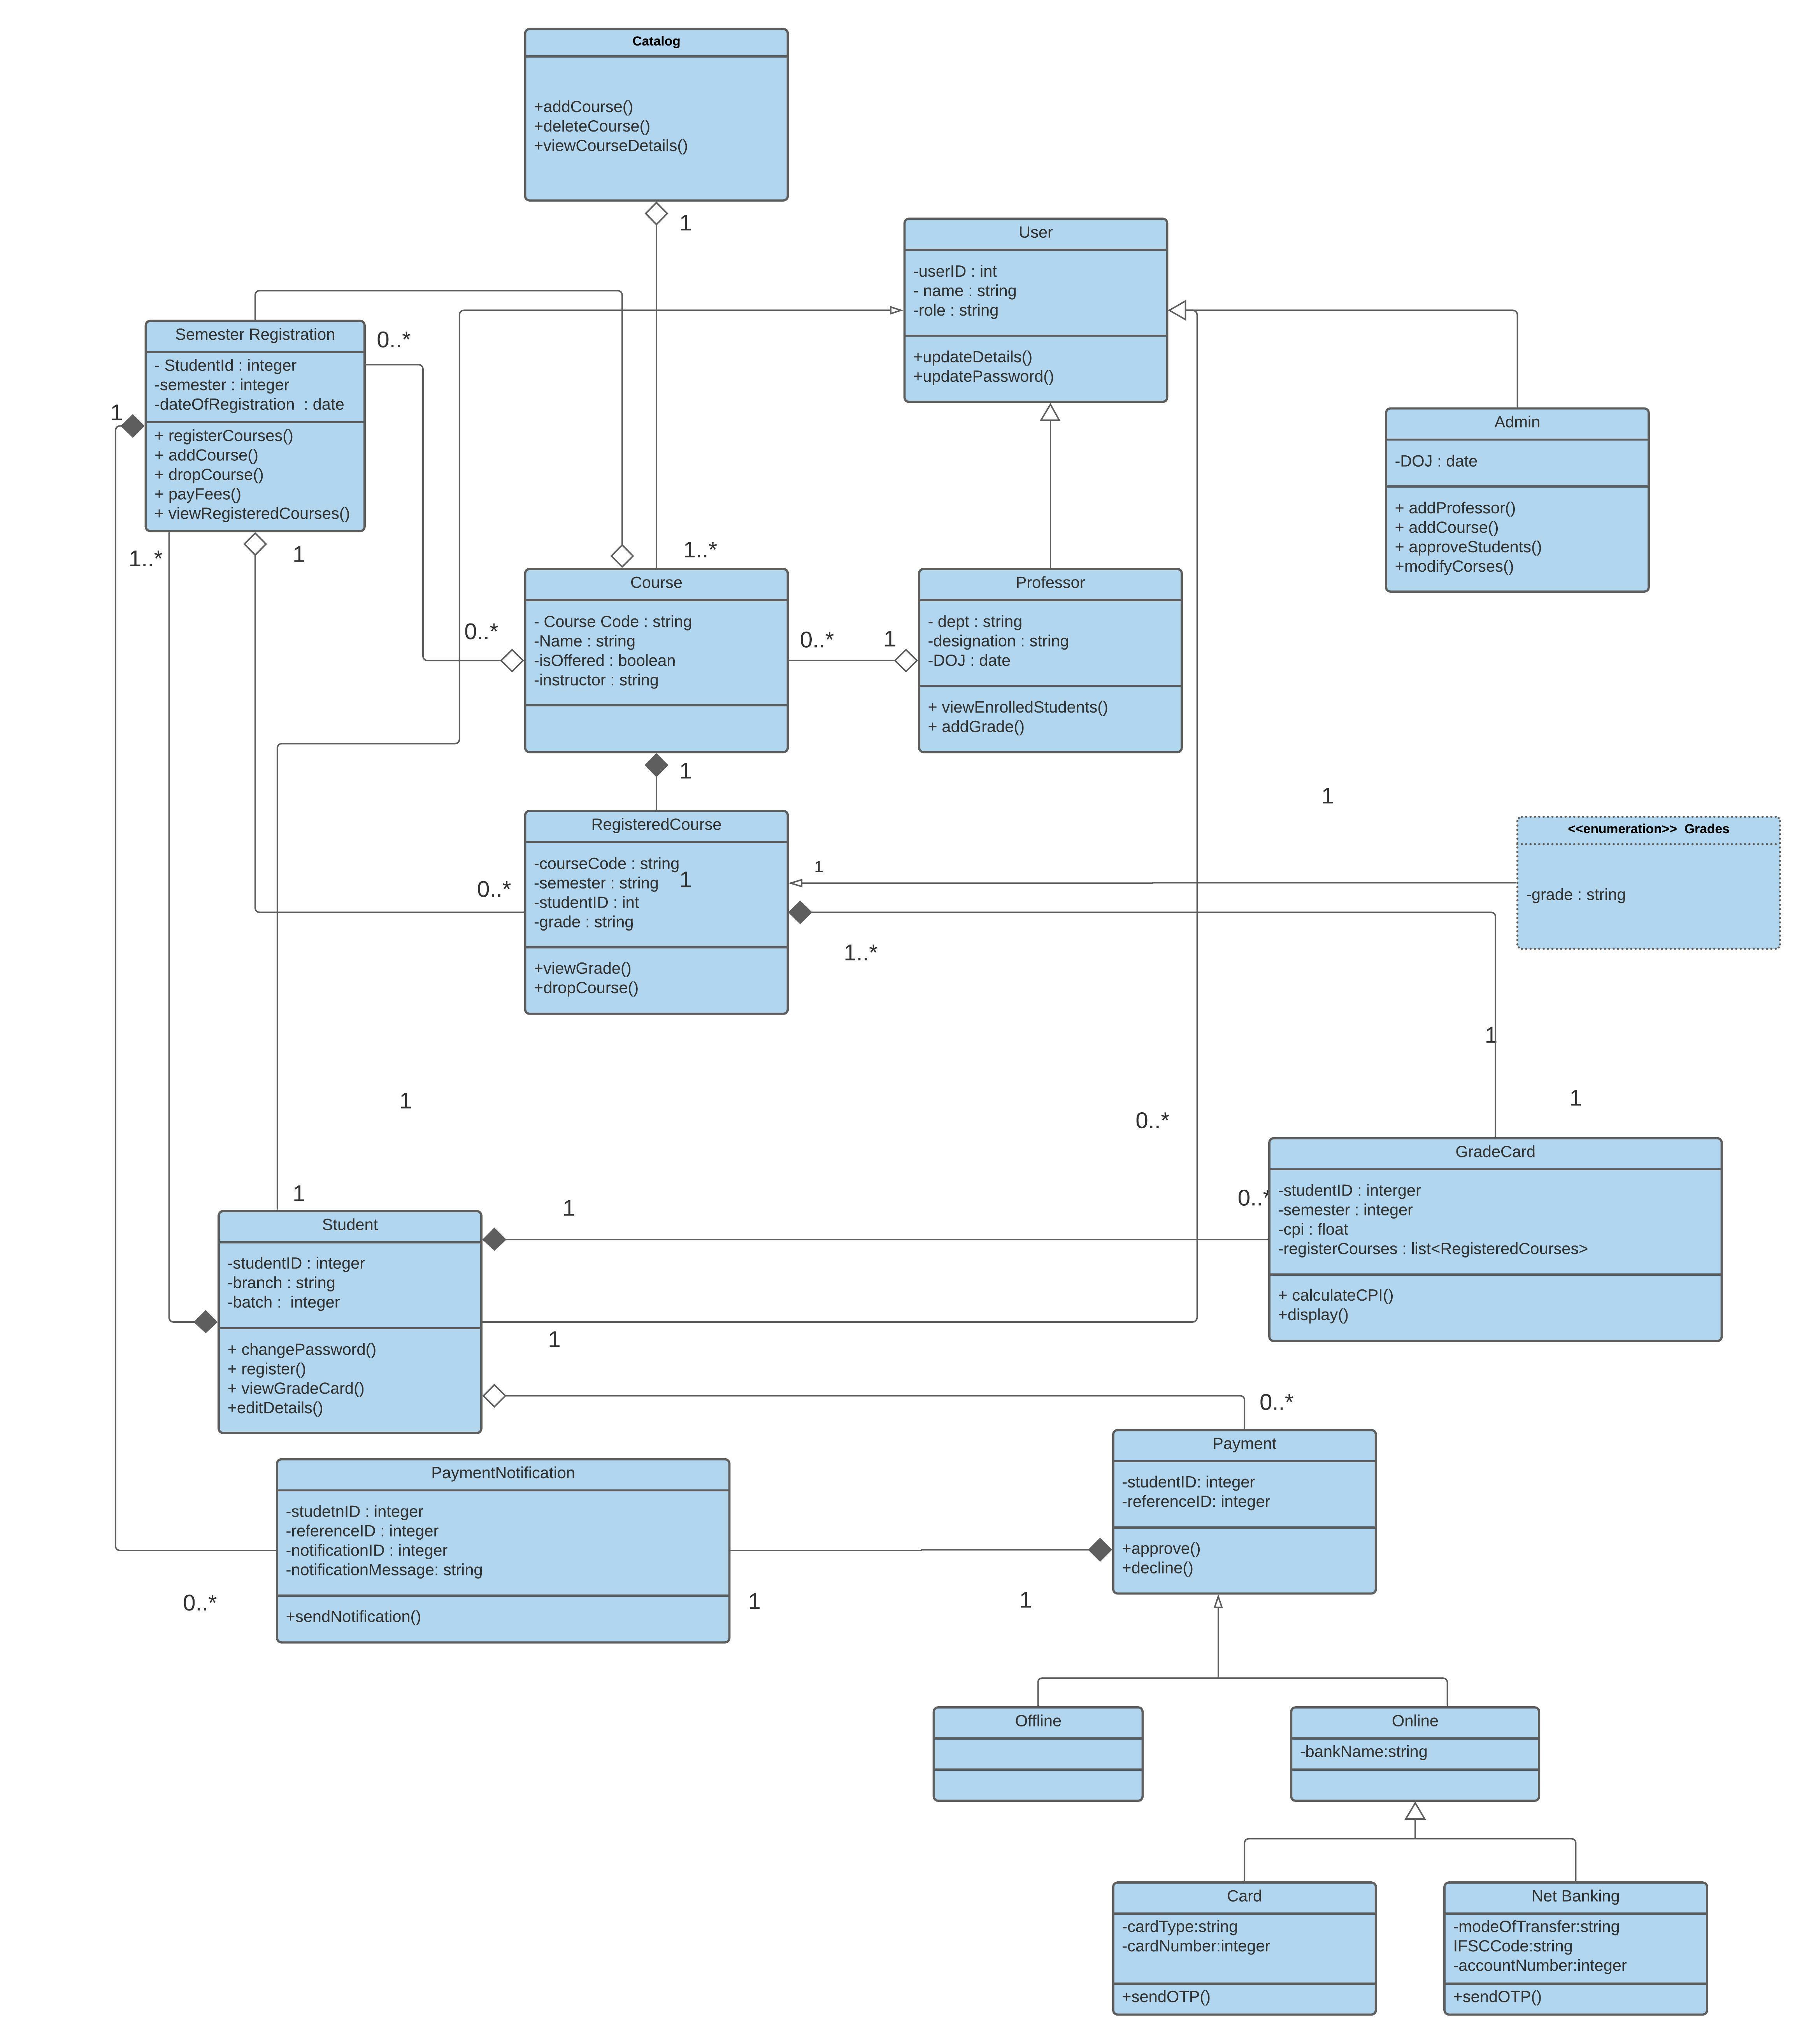 Catalog
+addCourse()
+deleteCourse()
+viewCourseDetails()
1
User
-userID : int
- name : string
-role : string
+updateDetails()
+updatePassword()
Semester Registration
- StudentId : integer
-semester : integer
-dateOfRegistration  : date
+ registerCourses()
+ addCourse()
+ dropCourse()
+ payFees()
+ viewRegisteredCourses()
0..*
1
1..*
1
Admin
-DOJ : date
+ addProfessor()
+ addCourse()
+ approveStudents()
+modifyCorses()
1..*
Course
- Course Code : string
-Name : string
-isOffered : boolean
-instructor : string
0..*
0..*
1
Professor
- dept : string
-designation : string
-DOJ : date
+ viewEnrolledStudents()
+ addGrade()
1
1
RegisteredCourse
-courseCode : string
-semester : string
-studentID : int
-grade : string
+viewGrade()
+dropCourse()
1
1
0..*
1..*
<<enumeration>>  Grades
-grade : string
1
1
1
0..*
GradeCard
-studentID : interger
-semester : integer
-cpi : float
-registerCourses : list<RegisteredCourses>
+ calculateCPI()
+display()
1
1
0..*
Student
-studentID : integer
-branch : string
-batch :  integer
+ changePassword()
+ register()
+ viewGradeCard()
+editDetails()
1
0..*
Payment
-studentID: integer
-referenceID: integer
+approve()
+decline()
PaymentNotification
-studetnID : integer
-referenceID : integer
-notificationID : integer
-notificationMessage: string
+sendNotification()
0..*
1
1
Offline
Online
-bankName:string
Card
-cardType:string
-cardNumber:integer
+sendOTP()
Net Banking
-modeOfTransfer:string
IFSCCode:string
-accountNumber:integer
+sendOTP()